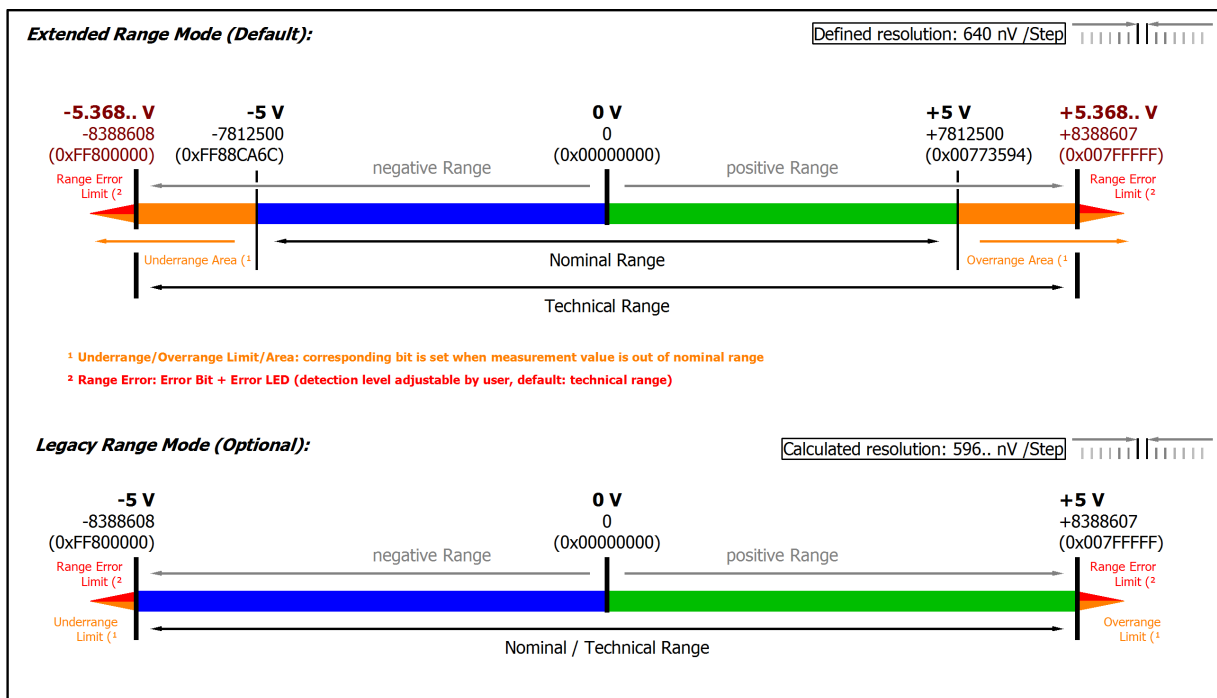 Extended Range Mode (Default):
Defined resolution: 640 nV /Step
-5.368.. V
-8388608
(0xFF800000)
-5 V
-7812500
(0xFF88CA6C)
0 V
0
(0x00000000)
+5 V
+7812500
(0x00773594)
+5.368.. V
+8388607
(0x007FFFFF)
negative Range
positive Range
Range Error
Limit (²
Range Error
Limit (²
Underrange Area (¹
Nominal Range
Overrange Area (¹
Technical Range
¹ Underrange/Overrange Limit/Area: corresponding bit is set when measurement value is out of nominal range
² Range Error: Error Bit + Error LED (detection level adjustable by user, default: technical range)
Legacy Range Mode (Optional):
Calculated resolution: 596.. nV /Step
-5 V
-8388608
(0xFF800000)
0 V
0
(0x00000000)
+5 V
+8388607
(0x007FFFFF)
negative Range
positive Range
Range Error
Limit (²
Range Error
Limit (²
Underrange
Limit (¹
Overrange
Limit (¹
Nominal / Technical Range